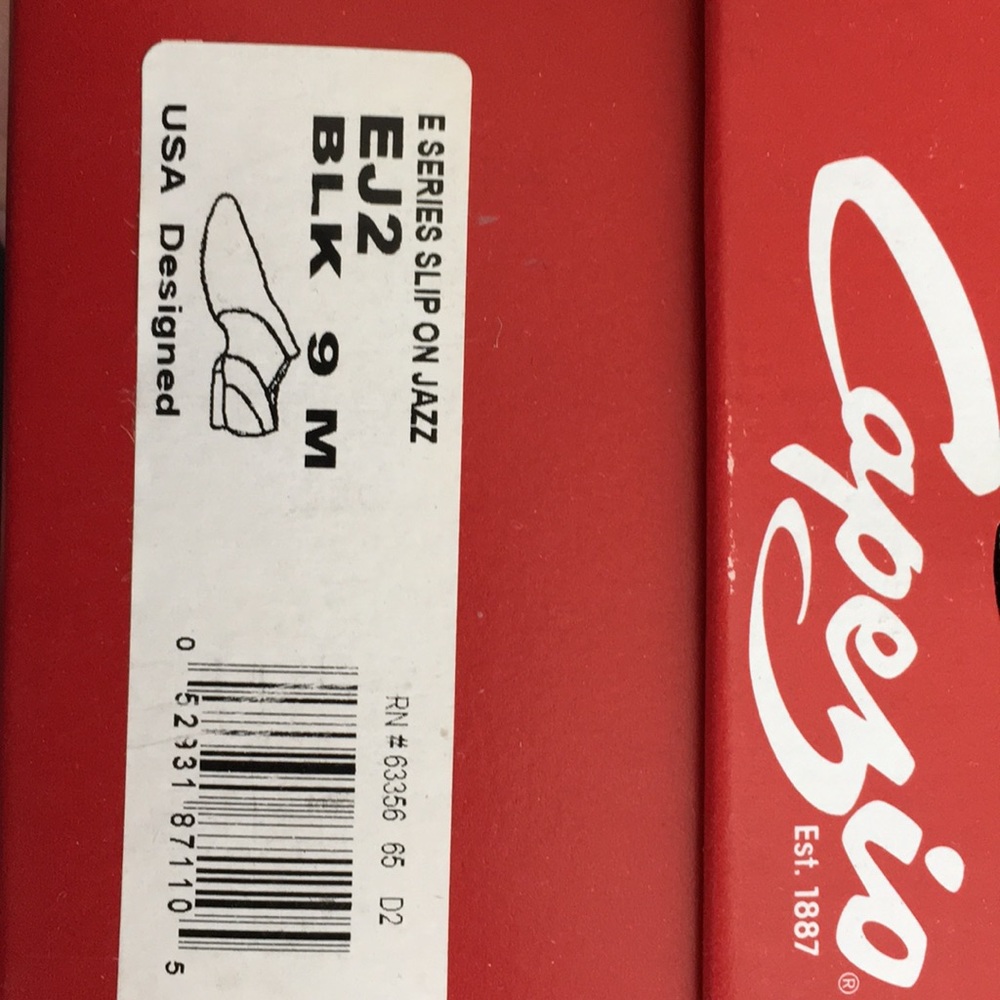 E SERIES SLIP ON JAZZ
EJ2
BLK 9 M
USA Designed
RN #63356 65 D2
0 52931 87110 5
Capezio®
Est. 1887